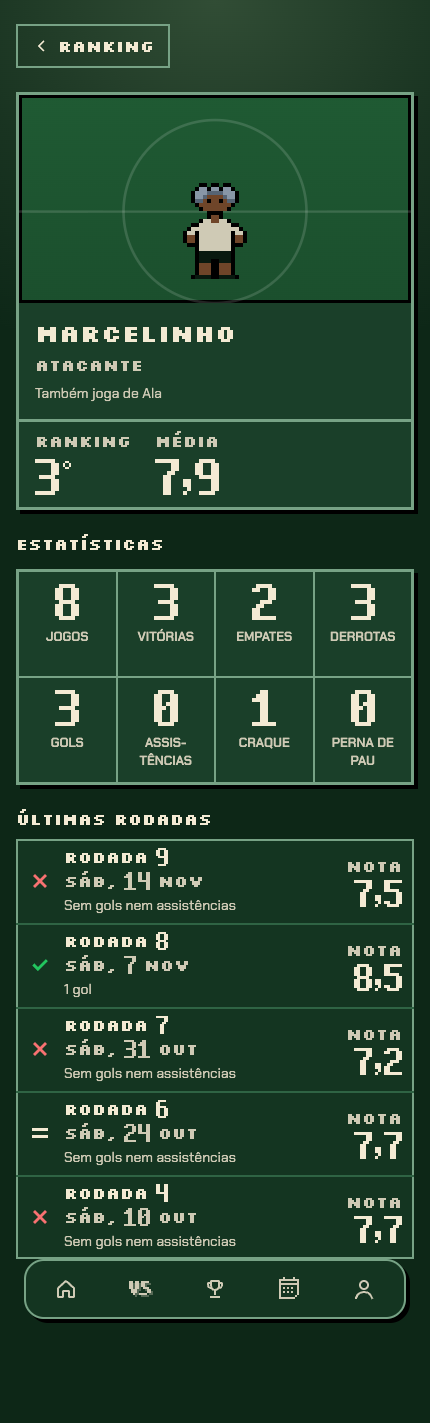 RANKING
MARCELINHO
ATACANTE
Também joga de Ala
RANKING MÉDIA
3° 7,9
ESTATÍSTICAS
8 3 2 3
JOGOS VITÓRIAS EMPATES DERROTAS
3 0 1 0
GOLS ASSIS- CRAQUE PERNA DE
TÊNCIAS PAU
ÚLTIMAS RODADAS
RODADA 9
SÁB, 14 NOV
Sem gols nem assistências
NOTA
7,5
RODADA 8
SÁB, 7 NOV
1 gol
NOTA
8,5
RODADA 7
SÁB, 31 OUT
Sem gols nem assistências
NOTA
7,2
RODADA 6
SÁB, 24 OUT
Sem gols nem assistências
NOTA
7,7
RODADA 4
SÁB, 10 OUT
Sem gols nem assistências
NOTA
7,7
VS